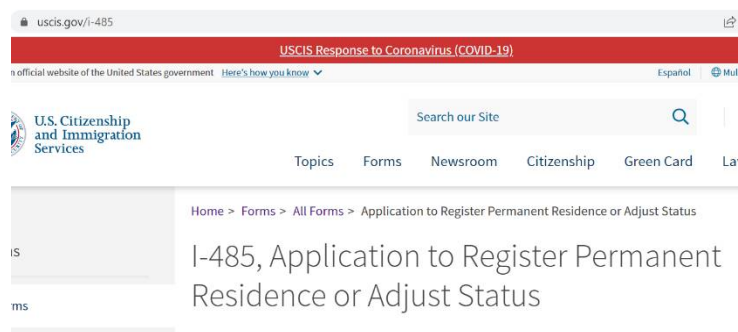 uscis.gov/i-485
USCIS Response to Coronavirus (COVID-19)
official website of the United States government Here's how you know
Español
U.S. Citizenship
and Immigration
Services
Search our Site
Topics Forms Newsroom Citizenship Green Card
Home > Forms > All Forms > Application to Register Permanent Residence or Adjust Status
I-485, Application to Register Permanent
Residence or Adjust Status